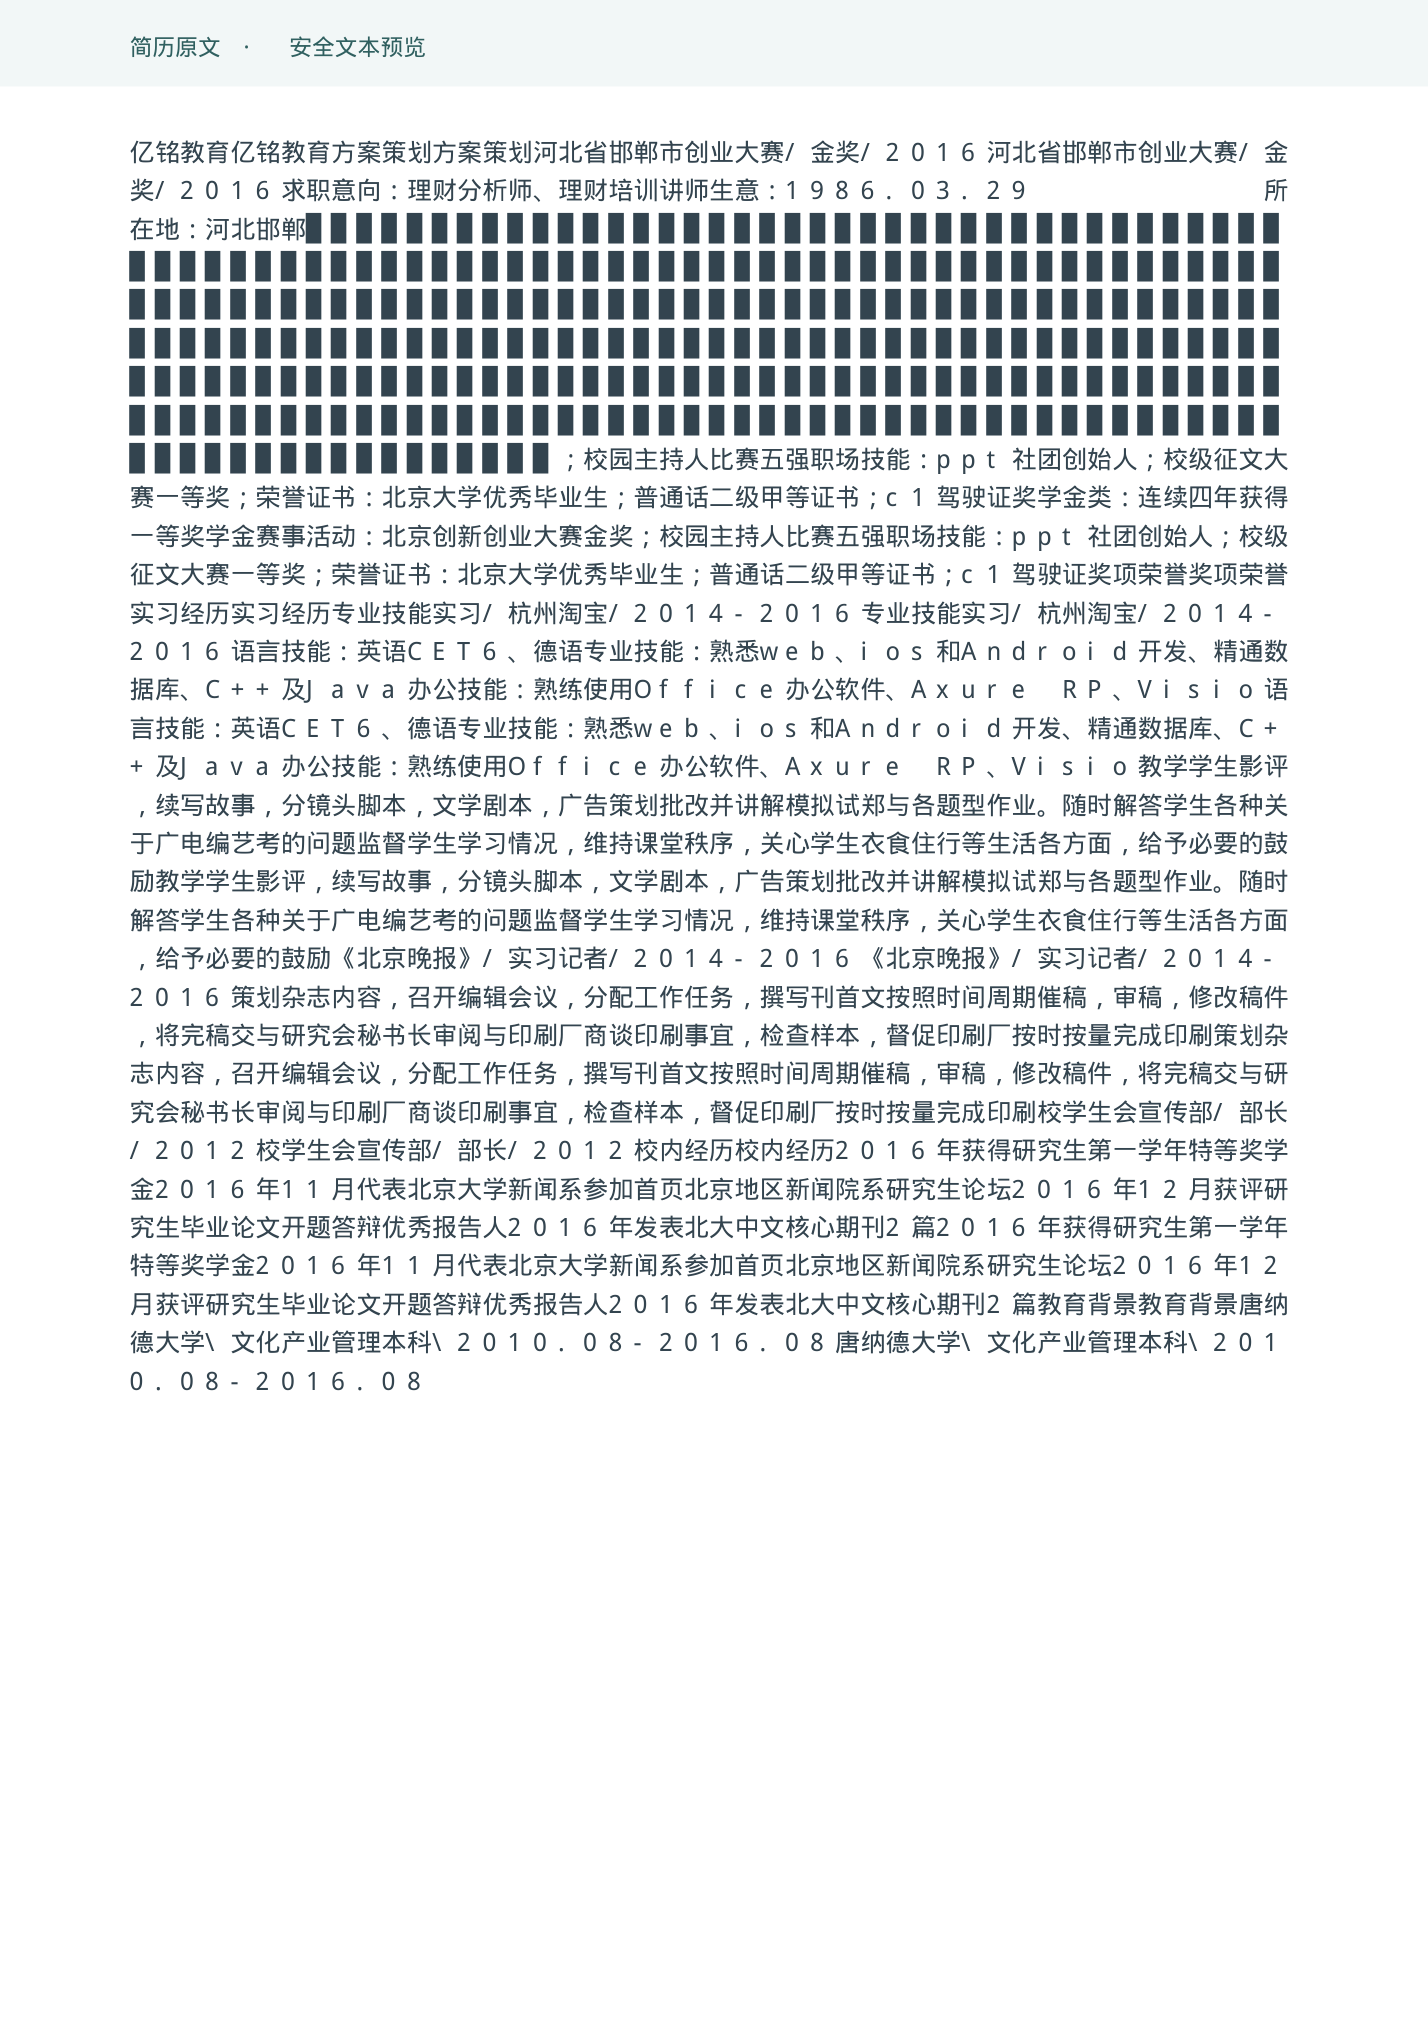 简历原文 · 安全文本预览
亿铭教育亿铭教育方案策划方案策划河北省邯郸市创业大赛/ 金奖/2016河北省邯郸市创业大赛/ 金
奖/2016求职意向：理财分析师、理财培训讲师生意：1986.03.29 所
在地：河北邯郸
；校园主持人比赛五强职场技能：ppt 社团创始人；校级征文大
赛一等奖；荣誉证书：北京大学优秀毕业生；普通话二级甲等证书；c1驾驶证奖学金类：连续四年获得
一等奖学金赛事活动：北京创新创业大赛金奖；校园主持人比赛五强职场技能：ppt 社团创始人；校级
征文大赛一等奖；荣誉证书：北京大学优秀毕业生；普通话二级甲等证书；c1驾驶证奖项荣誉奖项荣誉
实习经历实习经历专业技能实习/ 杭州淘宝/2014-2016专业技能实习/ 杭州淘宝/2014-
2016语言技能：英语CET6、德语专业技能：熟悉web、ios和Android开发、精通数
据库、C++及Java办公技能：熟练使用Office办公软件、Axure RP、Visio语
言技能：英语CET6、德语专业技能：熟悉web、ios和Android开发、精通数据库、C+
+及Java办公技能：熟练使用Office办公软件、Axure RP、Visio教学学生影评
，续写故事，分镜头脚本，文学剧本，广告策划批改并讲解模拟试郑与各题型作业。随时解答学生各种关
于广电编艺考的问题监督学生学习情况，维持课堂秩序，关心学生衣食住行等生活各方面，给予必要的鼓
励教学学生影评，续写故事，分镜头脚本，文学剧本，广告策划批改并讲解模拟试郑与各题型作业。随时
解答学生各种关于广电编艺考的问题监督学生学习情况，维持课堂秩序，关心学生衣食住行等生活各方面
，给予必要的鼓励《北京晚报》/ 实习记者/2014-2016《北京晚报》/ 实习记者/2014-
2016策划杂志内容，召开编辑会议，分配工作任务，撰写刊首文按照时间周期催稿，审稿，修改稿件
，将完稿交与研究会秘书长审阅与印刷厂商谈印刷事宜，检查样本，督促印刷厂按时按量完成印刷策划杂
志内容，召开编辑会议，分配工作任务，撰写刊首文按照时间周期催稿，审稿，修改稿件，将完稿交与研
究会秘书长审阅与印刷厂商谈印刷事宜，检查样本，督促印刷厂按时按量完成印刷校学生会宣传部/ 部长
/2012校学生会宣传部/ 部长/2012校内经历校内经历2016年获得研究生第一学年特等奖学
金2016年11月代表北京大学新闻系参加首页北京地区新闻院系研究生论坛2016年12月获评研
究生毕业论文开题答辩优秀报告人2016年发表北大中文核心期刊2篇2016年获得研究生第一学年
特等奖学金2016年11月代表北京大学新闻系参加首页北京地区新闻院系研究生论坛2016年12
月获评研究生毕业论文开题答辩优秀报告人2016年发表北大中文核心期刊2篇教育背景教育背景唐纳
德大学\ 文化产业管理本科\2010.08-2016.08唐纳德大学\ 文化产业管理本科\201
0.08-2016.08